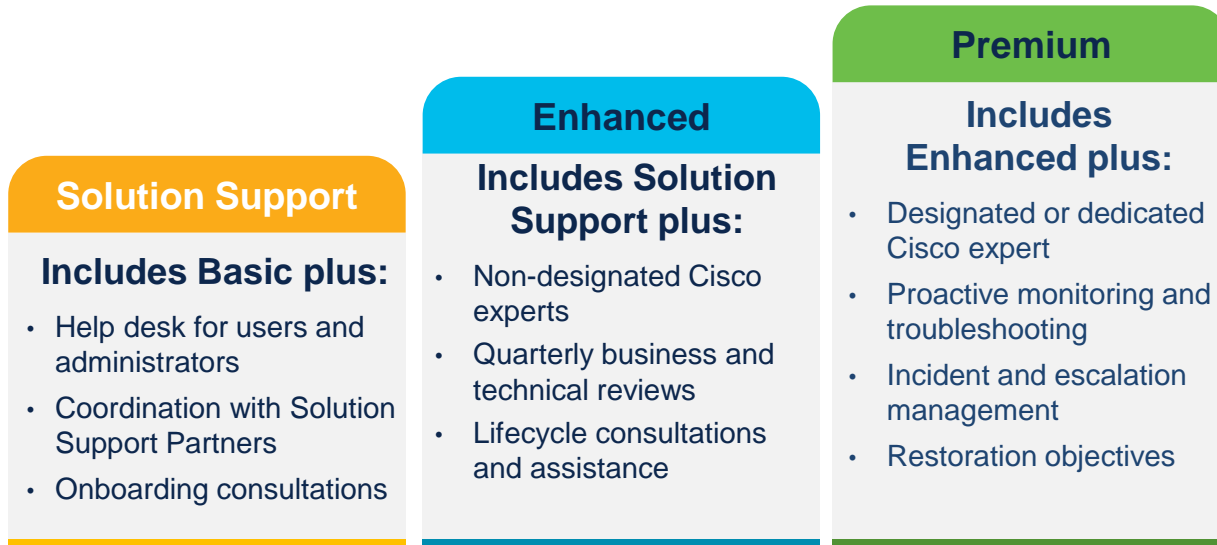 Solution Support
Includes Basic plus:
• Help desk for users and
administrators
• Coordination with Solution
Support Partners
• Onboarding consultations
Enhanced
Includes Solution
Support plus:
• Non-designated Cisco
experts
• Quarterly business and
technical reviews
• Lifecycle consultations
and assistance
Premium
Includes
Enhanced plus:
• Designated or dedicated
Cisco expert
• Proactive monitoring and
troubleshooting
• Incident and escalation
management
• Restoration objectives